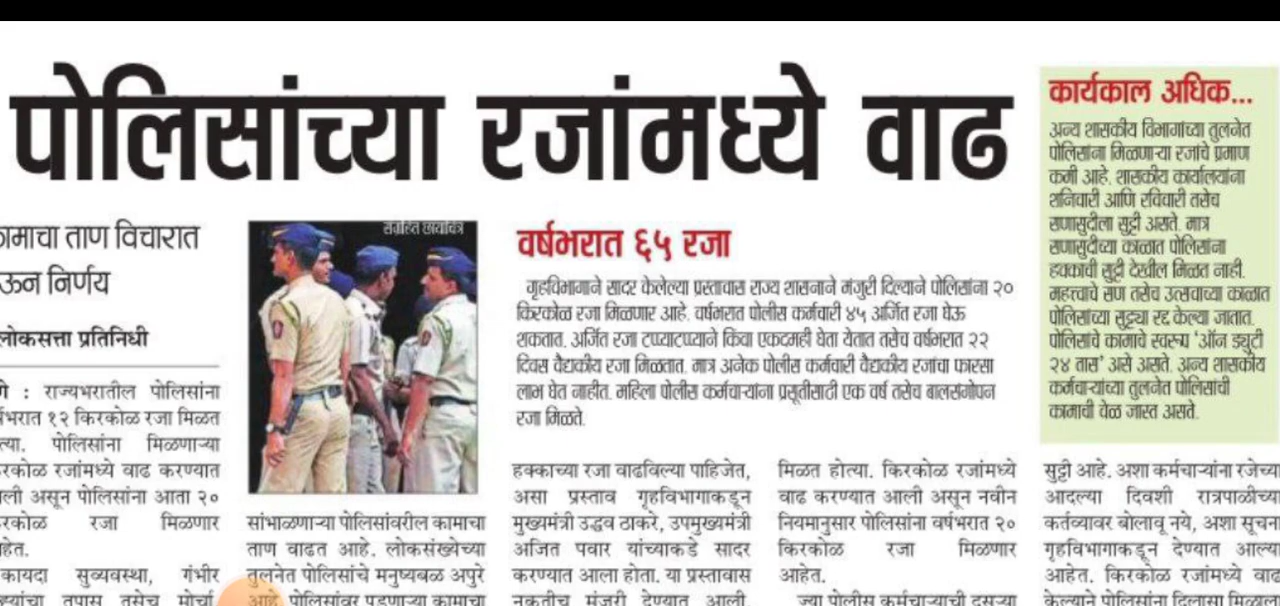 पोलिसांच्या रजांमध्ये वाढ
कामाचा ताण विचारात
निर्णय
लोकसत्ता प्रतिनिधी
: राज्यभरातील पोलिसांना
१२ किरकोळ रजा मिळत
पोलिसांना मिळणाऱ्या
रजांमध्ये वाढ करण्यात
असून पोलिसांना आता २०
रजा मिळणार
कायदा सुव्यवस्था, गंभीर
तपास तसेच मोर्चा
संग्रहित छायाचित्र
सांभाळणाऱ्या पोलिसांवरील कामाचा
ताण वाढत आहे. लोकसंख्येच्या
तुलनेत पोलिसांचे मनुष्यबळ अपुरे
आहे. पोलिसांवर पडणाऱ्या कामाचा
वर्षभरात ६५ रजा
गृहविभागाने सादर केलेल्या प्रस्तावास राज्य शासनाने मंजुरी दिल्याने पोलिसांना २०
किरकोळ रजा मिळणार आहे. वर्षभरात पोलीस कर्मचारी ४५ अर्जित रजा घेऊ
शकतात. अर्जित रजा टप्प्याटप्प्याने किंवा एकदमही घेता येतात तसेच वर्षभरात २२
दिवस वैद्यकीय रजा मिळतात. मात्र अनेक पोलीस कर्मचारी वैद्यकीय रजांचा फारसा
लाभ घेत नाहीत. महिला पोलीस कर्मचाऱ्यांना प्रसूतीसाठी एक वर्ष तसेच बालसंगोपन
रजा मिळते.
हक्काच्या रजा वाढविल्या पाहिजेत,
असा प्रस्ताव गृहविभागाकडून
मुख्यमंत्री उद्धव ठाकरे, उपमुख्यमंत्री
अजित पवार यांच्याकडे सादर
करण्यात आला होता. या प्रस्तावास
नुकतीच मंजुरी देण्यात आली.
मिळत होत्या. किरकोळ रजांमध्ये
वाढ करण्यात आली असून नवीन
नियमानुसार पोलिसांना वर्षभरात २०
किरकोळ रजा मिळणार
आहेत.
ज्या पोलीस कर्मचाऱ्याची दुसऱ्या
कार्यकाल अधिक...
अन्य शासकीय विभागांच्या तुलनेत
पोलिसांना मिळणाऱ्या रजांचे प्रमाण
कमी आहे. शासकीय कार्यालयांना
शनिवारी आणि रविवारी तसेच
सणासुदीला सुट्टी असते. मात्र
सणासुदीच्या काळात पोलिसांना
हक्काची सुट्टी देखील मिळत नाही.
महत्त्वाचे सण तसेच उत्सवाच्या काळात
पोलिसांच्या सुट्ट्या रद्द केल्या जातात.
पोलिसांचे कामाचे स्वरूप ‘ऑन ड्युटी
२४ तास’ असे असते. अन्य शासकीय
कर्मचाऱ्यांच्या तुलनेत पोलिसांची
कामाची वेळ जास्त असते.
सुट्टी आहे. अशा कर्मचाऱ्यांना रजेच्या
आदल्या दिवशी रात्रपाळीच्या
कर्तव्यावर बोलावू नये, अशा सूचना
गृहविभागाकडून देण्यात आल्या
आहेत. किरकोळ रजांमध्ये वाढ
केल्याने पोलिसांना दिलासा मिळाला